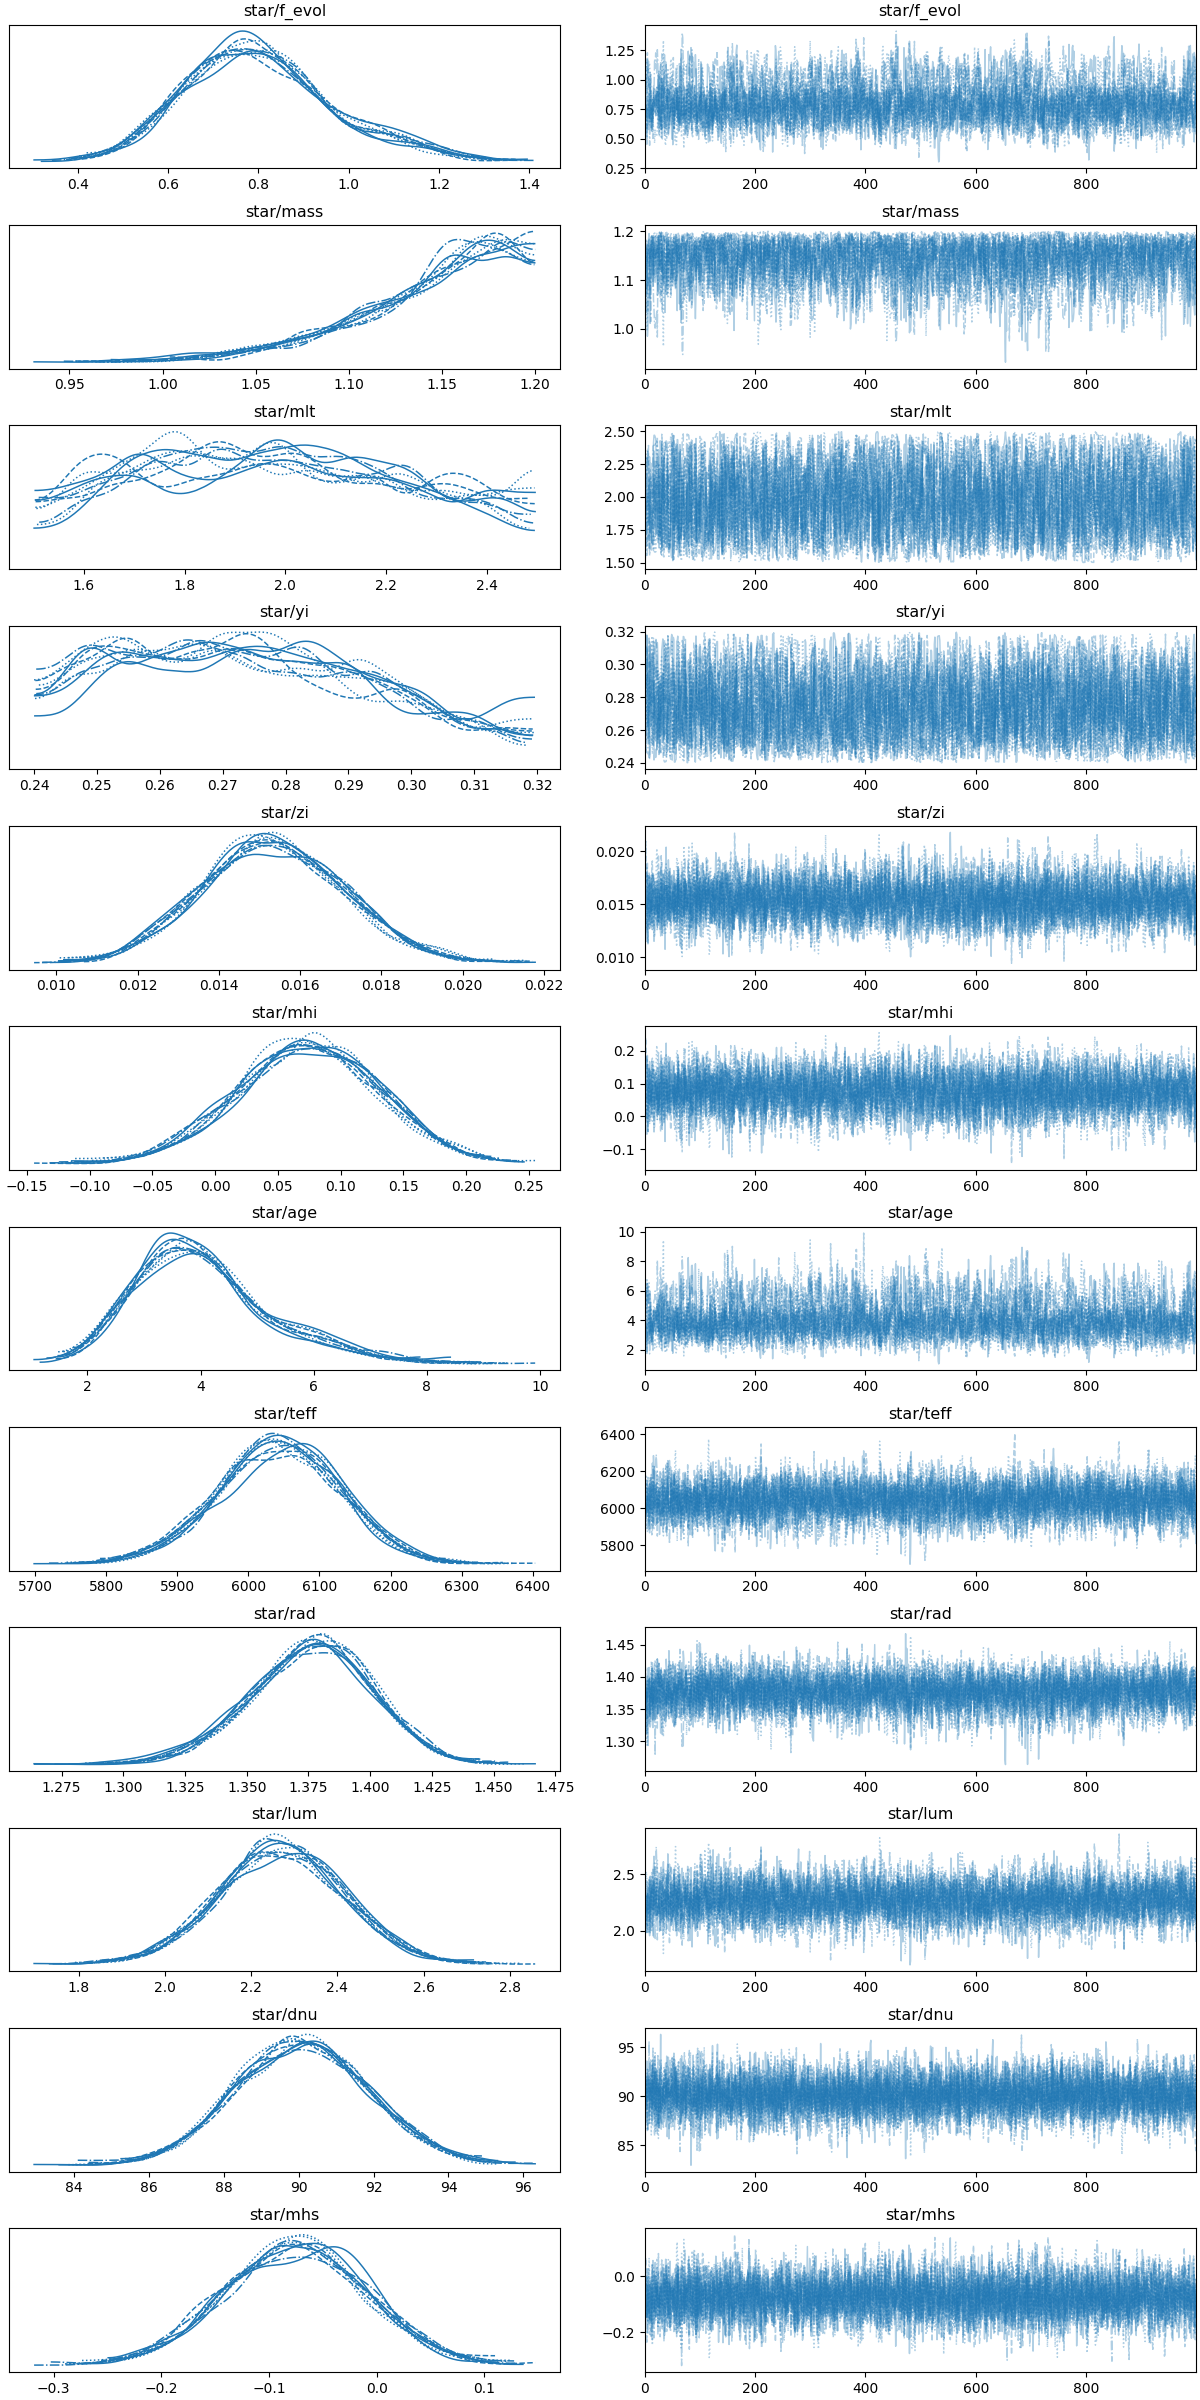 star/f_evol star/f_evol
1.25
1.00
0.75
0.50
0.25
0.4 0.6 0.8 1.0 1.2 1.4 0 200 400 600 800
star/mass star/mass
1.2
1.1
1.0
0.95 1.00 1.05 1.10 1.15 1.20 0 200 400 600 800
star/mlt star/mlt
2.50
2.25
2.00
1.75
1.50
1.6 1.8 2.0 2.2 2.4 0 200 400 600 800
star/yi star/yi
0.32
0.30
0.28
0.26
0.24
0.24 0.25 0.26 0.27 0.28 0.29 0.30 0.31 0.32 0 200 400 600 800
star/zi star/zi
0.020
0.015
0.010
0.010 0.012 0.014 0.016 0.018 0.020 0.022 0 200 400 600 800
star/mhi star/mhi
0.2
0.1
0.0
−0.1
−0.15 −0.10 −0.05 0.00 0.05 0.10 0.15 0.20 0.25 0 200 400 600 800
star/age star/age
10
8
6
4
2
2 4 6 8 10 0 200 400 600 800
star/teff star/teff
6400
6200
6000
5800
5700 5800 5900 6000 6100 6200 6300 6400 0 200 400 600 800
star/rad star/rad
1.45
1.40
1.35
1.30
1.275 1.300 1.325 1.350 1.375 1.400 1.425 1.450 1.475 0 200 400 600 800
star/lum star/lum
2.5
2.0
1.8 2.0 2.2 2.4 2.6 2.8 0 200 400 600 800
star/dnu star/dnu
95
90
85
84 86 88 90 92 94 96 0 200 400 600 800
star/mhs star/mhs
0.0
−0.2
−0.3 −0.2 −0.1 0.0 0.1 0 200 400 600 800